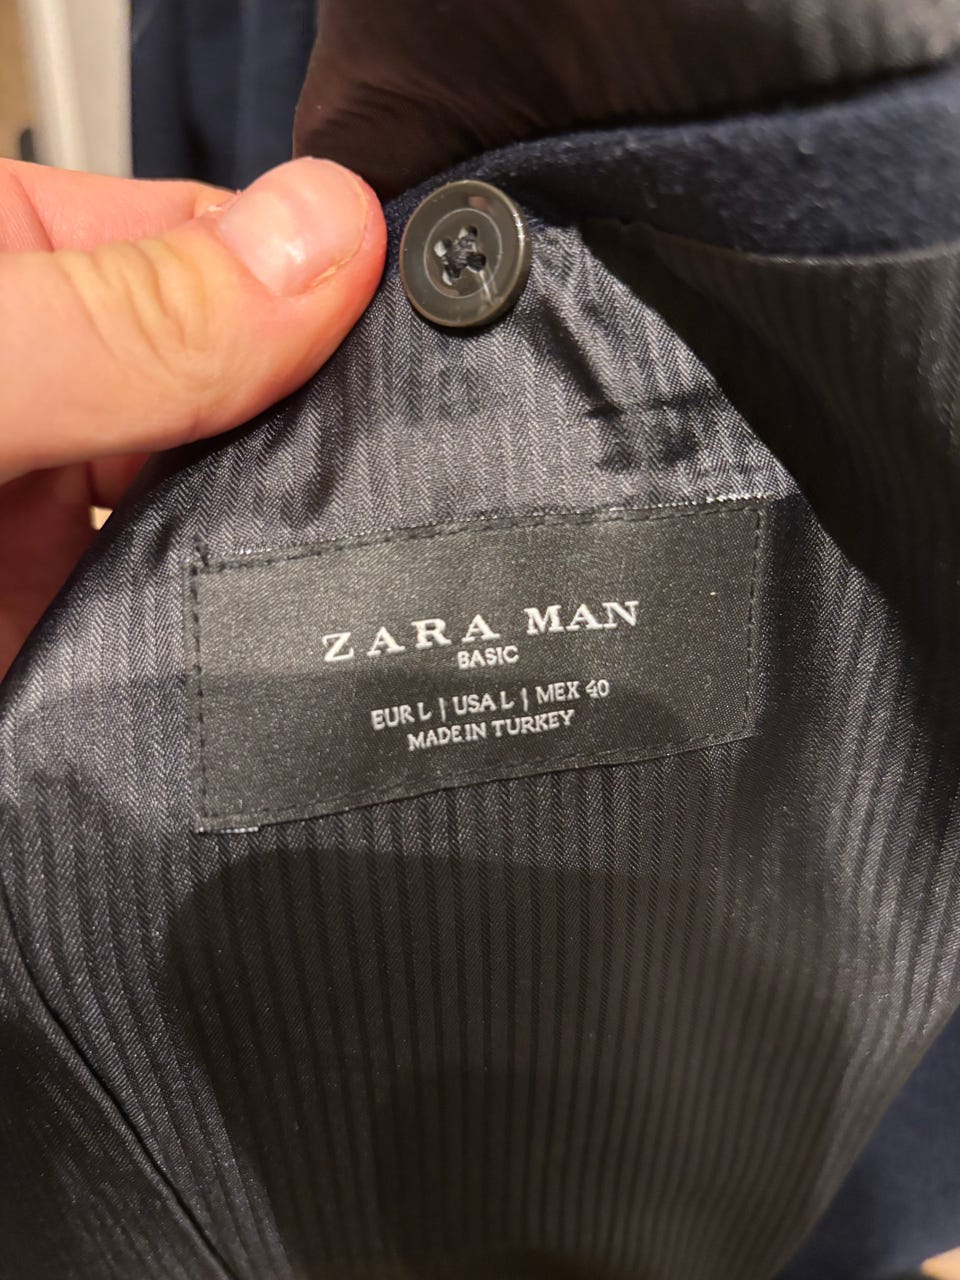 ZARA MAN
BASIC
EUR L | USA L | MEX 40
MADE IN TURKEY